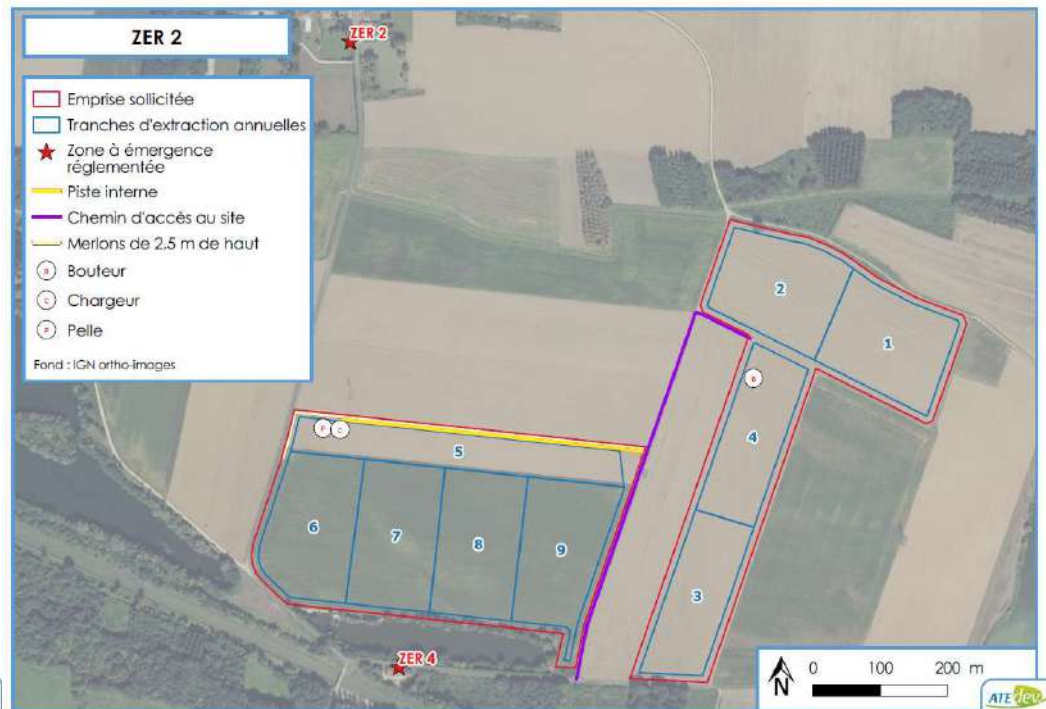 ZER 2
Emprise sollicitée
Tranches d'extraction annuelles
Zone à émergence
réglementée
Piste interne
Chemin d'accès au site
Merlons de 2,5 m de haut
B Bouteur
C Chargeur
P Pelle
Fond : IGN ortho-images
ZER 2
2
1
B
4
P C
5
6
7
8
9
3
ZER 4
N
0 100 200 m
ATEdev